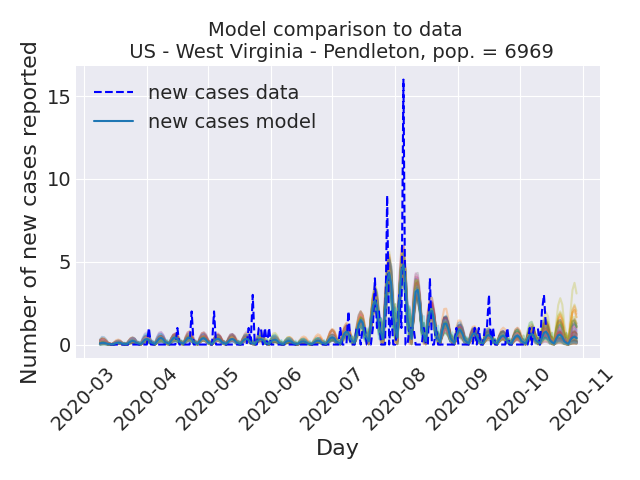 Model comparison to data
US - West Virginia - Pendleton, pop. = 6969
Number of new cases reported
15
10
5
0
new cases data
new cases model
2020-03
2020-04
2020-05
2020-06
2020-07
2020-08
2020-09
2020-10
2020-11
Day